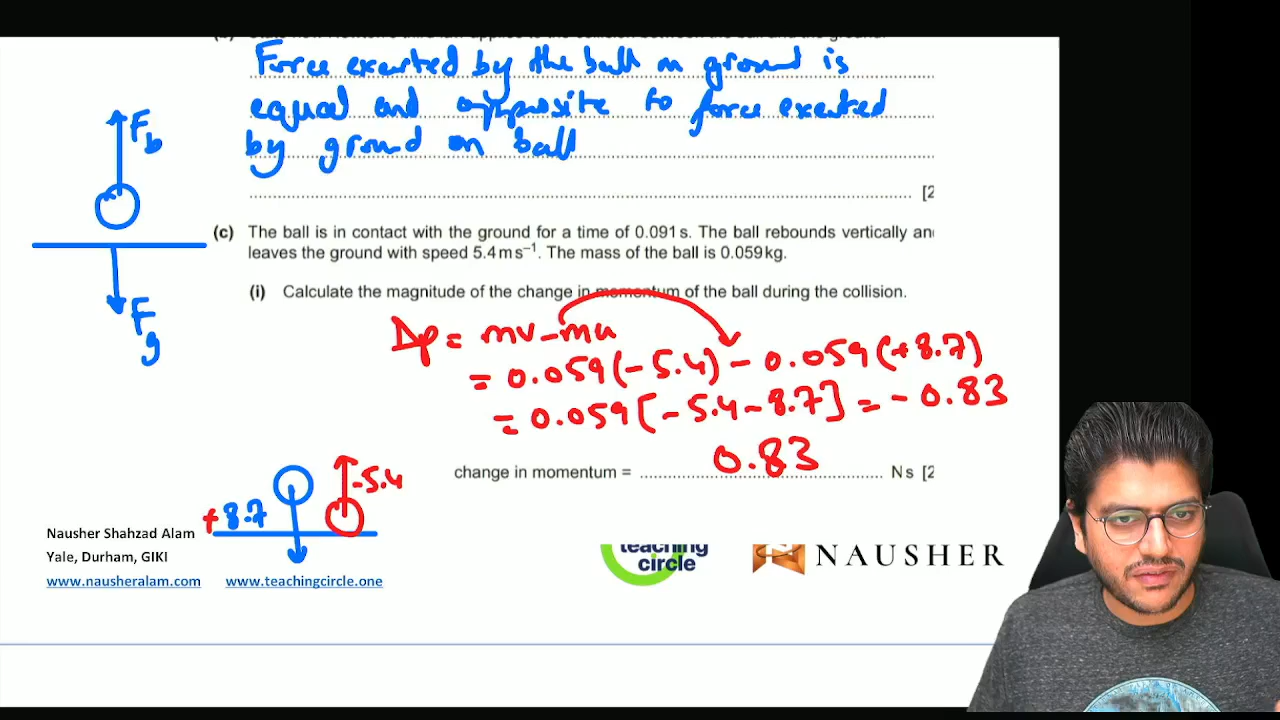 Force exerted by the ball on ground is
equal and opposite to force exerted
by ground on ball
[2
F b
F g
(c) The ball is in contact with the ground for a time of 0.091 s. The ball rebounds vertically an
leaves the ground with speed 5.4 m s⁻¹. The mass of the ball is 0.059 kg.
(i) Calculate the magnitude of the change in momentum of the ball during the collision.
Δp = mv - mu
= 0.059(-5.4) - 0.059(+8.7)
= 0.059[-5.4-8.7] = -0.83
0.83
change in momentum = ........ N s [2
+8.7
-5.4
Nausher Shahzad Alam
Yale, Durham, GIKI
www.nausheralam.com www.teachingcircle.one
teaching
circle
NAUSHER